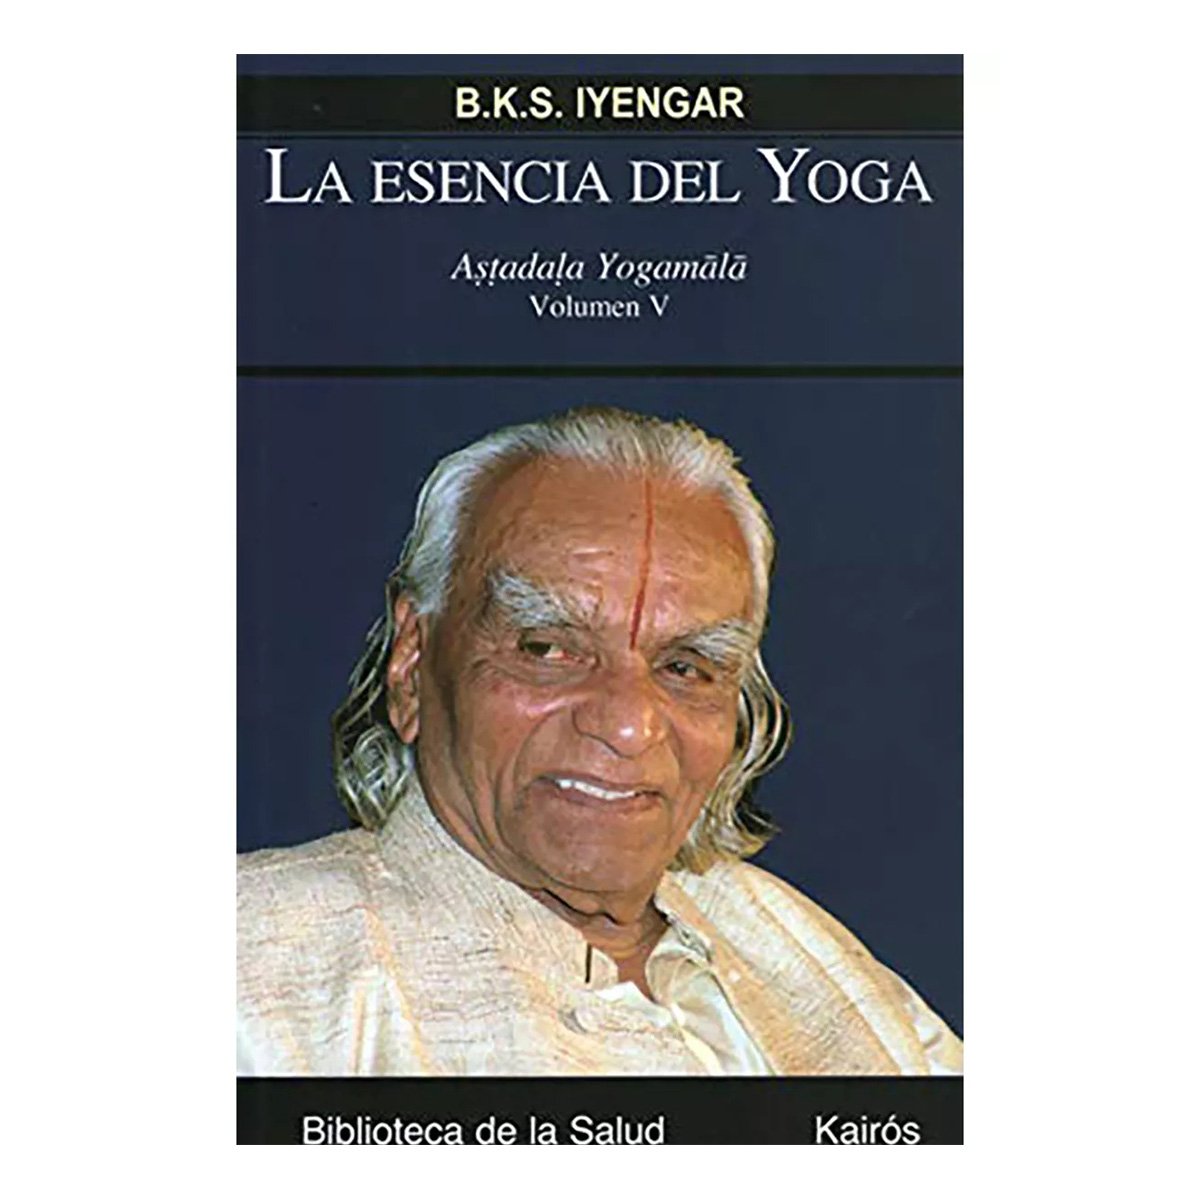 B.K.S. IYENGAR
LA ESENCIA DEL YOGA
Aṣṭadaḷa Yogamālā
Volumen V
Biblioteca de la Salud Kairós